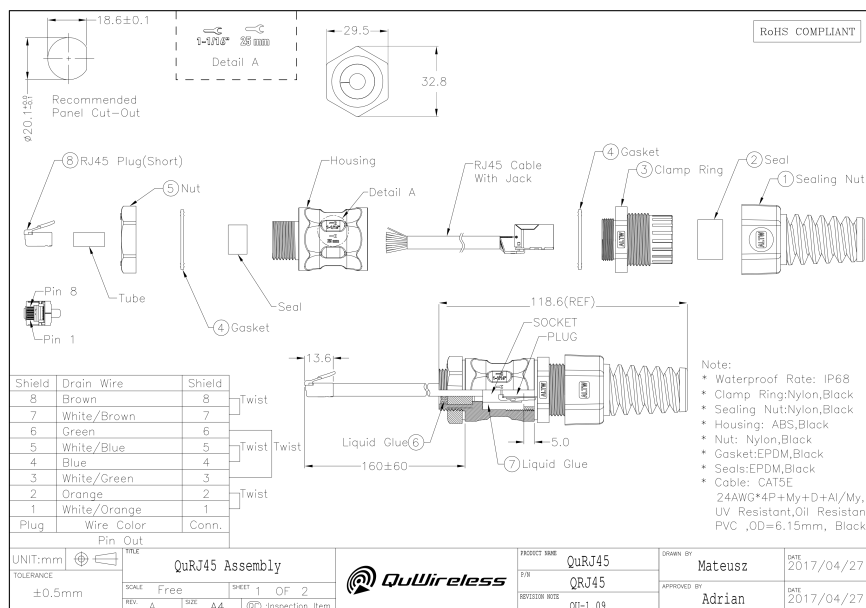 18.6±0.1
1-1/16" 25 mm
Detail A
29.5
32.8
RoHS COMPLIANT
Recommended
Panel Cut-Out
⌀20.1
⑧ RJ45 Plug(Short)
⑤ Nut
Housing
Detail A
RJ45 Cable
With Jack
④ Gasket
③ Clamp Ring
② Seal
① Sealing Nut
Tube
Pin 8
Pin 1
④ Gasket
Seal
ALTW
ALTW
118.6(REF)
SOCKET
PLUG
13.6
ALTW
ALTW
Liquid Glue ⑥
5.0
⑦ Liquid Glue
160±60
Shield Drain Wire Shield
8 Brown 8 Twist
7 White/Brown 7
6 Green 6
5 White/Blue 5 Twist Twist
4 Blue 4
3 White/Green 3
2 Orange 2 Twist
1 White/Orange 1
Plug Wire Color Conn.
Pin Out
Note:
* Waterproof Rate: IP68
* Clamp Ring:Nylon,Black
* Sealing Nut:Nylon,Black
* Housing: ABS,Black
* Nut: Nylon,Black
* Gasket:EPDM,Black
* Seals:EPDM,Black
* Cable: CAT5E
24AWG*4P+My+D+Al/My,
UV Resistant,Oil Resistan
PVC ,OD=6.15mm, Black
UNIT:mm
TOLERANCE
±0.5mm
TITLE
QuRJ45 Assembly
SCALE Free
SHEET 1 OF 2
REV. A
SIZE A4
:Inspection Item
QuWireless
PRODUCT NAME
QuRJ45
P/N
QRJ45
REVISION NOTE
QU-1.09
DRAWN BY
Mateusz
DATE
2017/04/27
APPROVED BY
Adrian
DATE
2017/04/27